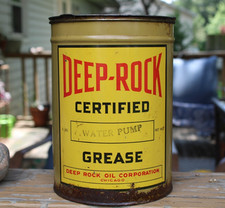 DEEP-ROCK
CERTIFIED
WATER PUMP
GREASE
DEEP ROCK OIL CORPORATION
CHICAGO